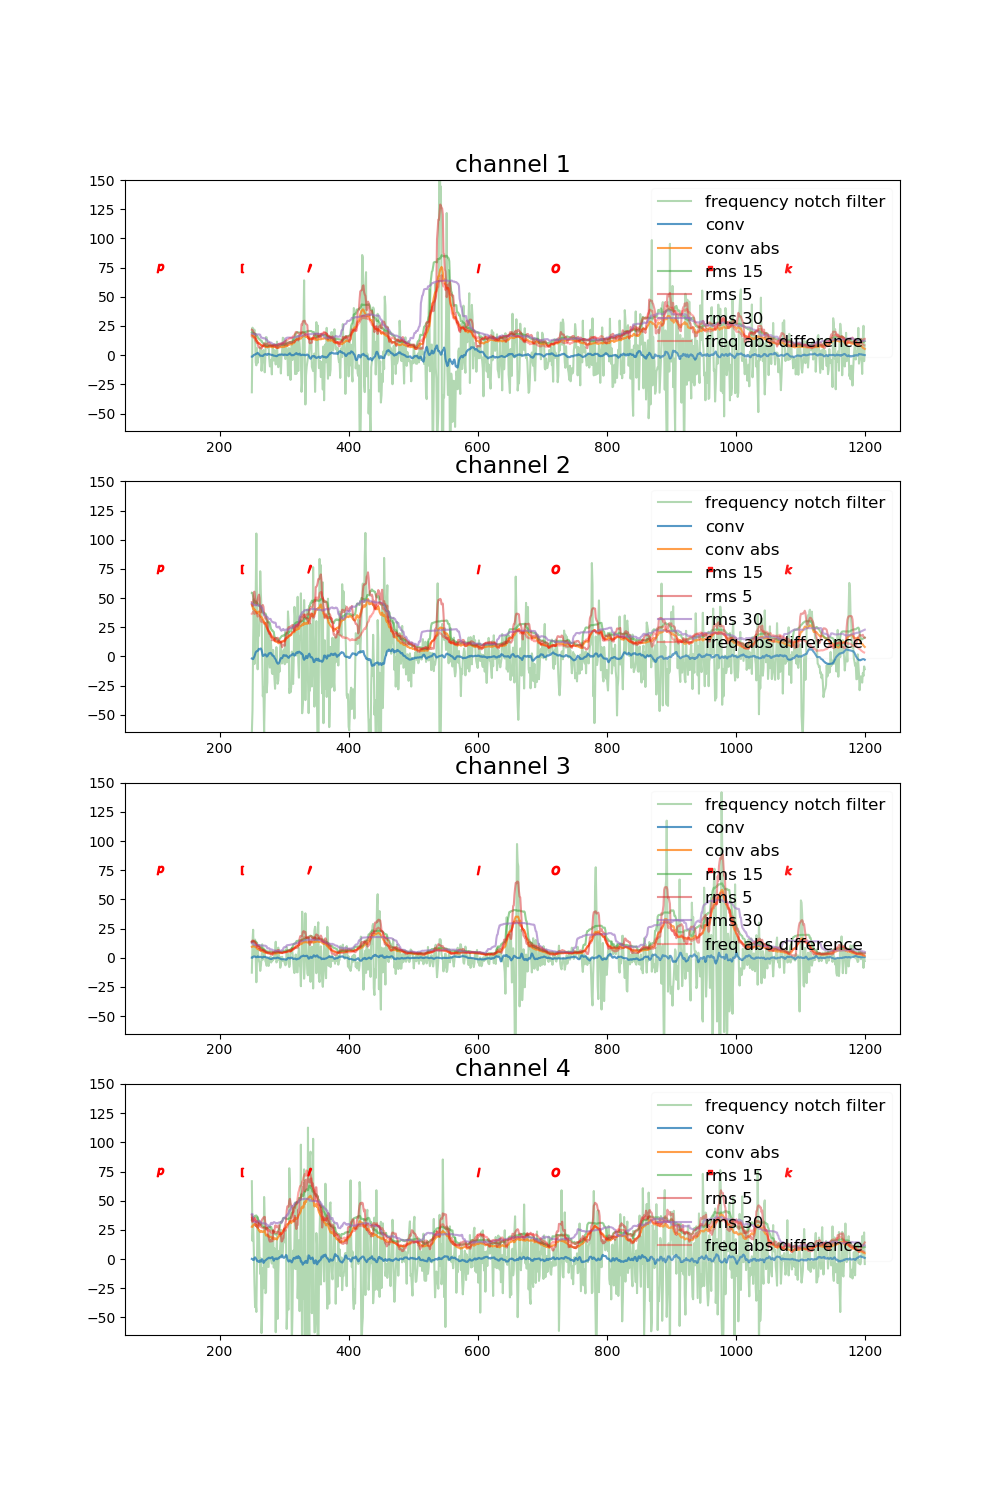 channel 1
150
125
100
75
50
25
0
−25
−50
p I / I O k
frequency notch filter
conv
conv abs
rms 15
rms 5
rms 30
freq abs difference
200 400 600 800 1000 1200
channel 2
150
125
100
75
50
25
0
−25
−50
p I / I O k
frequency notch filter
conv
conv abs
rms 15
rms 5
rms 30
freq abs difference
200 400 600 800 1000 1200
channel 3
150
125
100
75
50
25
0
−25
−50
p I / I O k
frequency notch filter
conv
conv abs
rms 15
rms 5
rms 30
freq abs difference
200 400 600 800 1000 1200
channel 4
150
125
100
75
50
25
0
−25
−50
p I / I O k
frequency notch filter
conv
conv abs
rms 15
rms 5
rms 30
freq abs difference
200 400 600 800 1000 1200